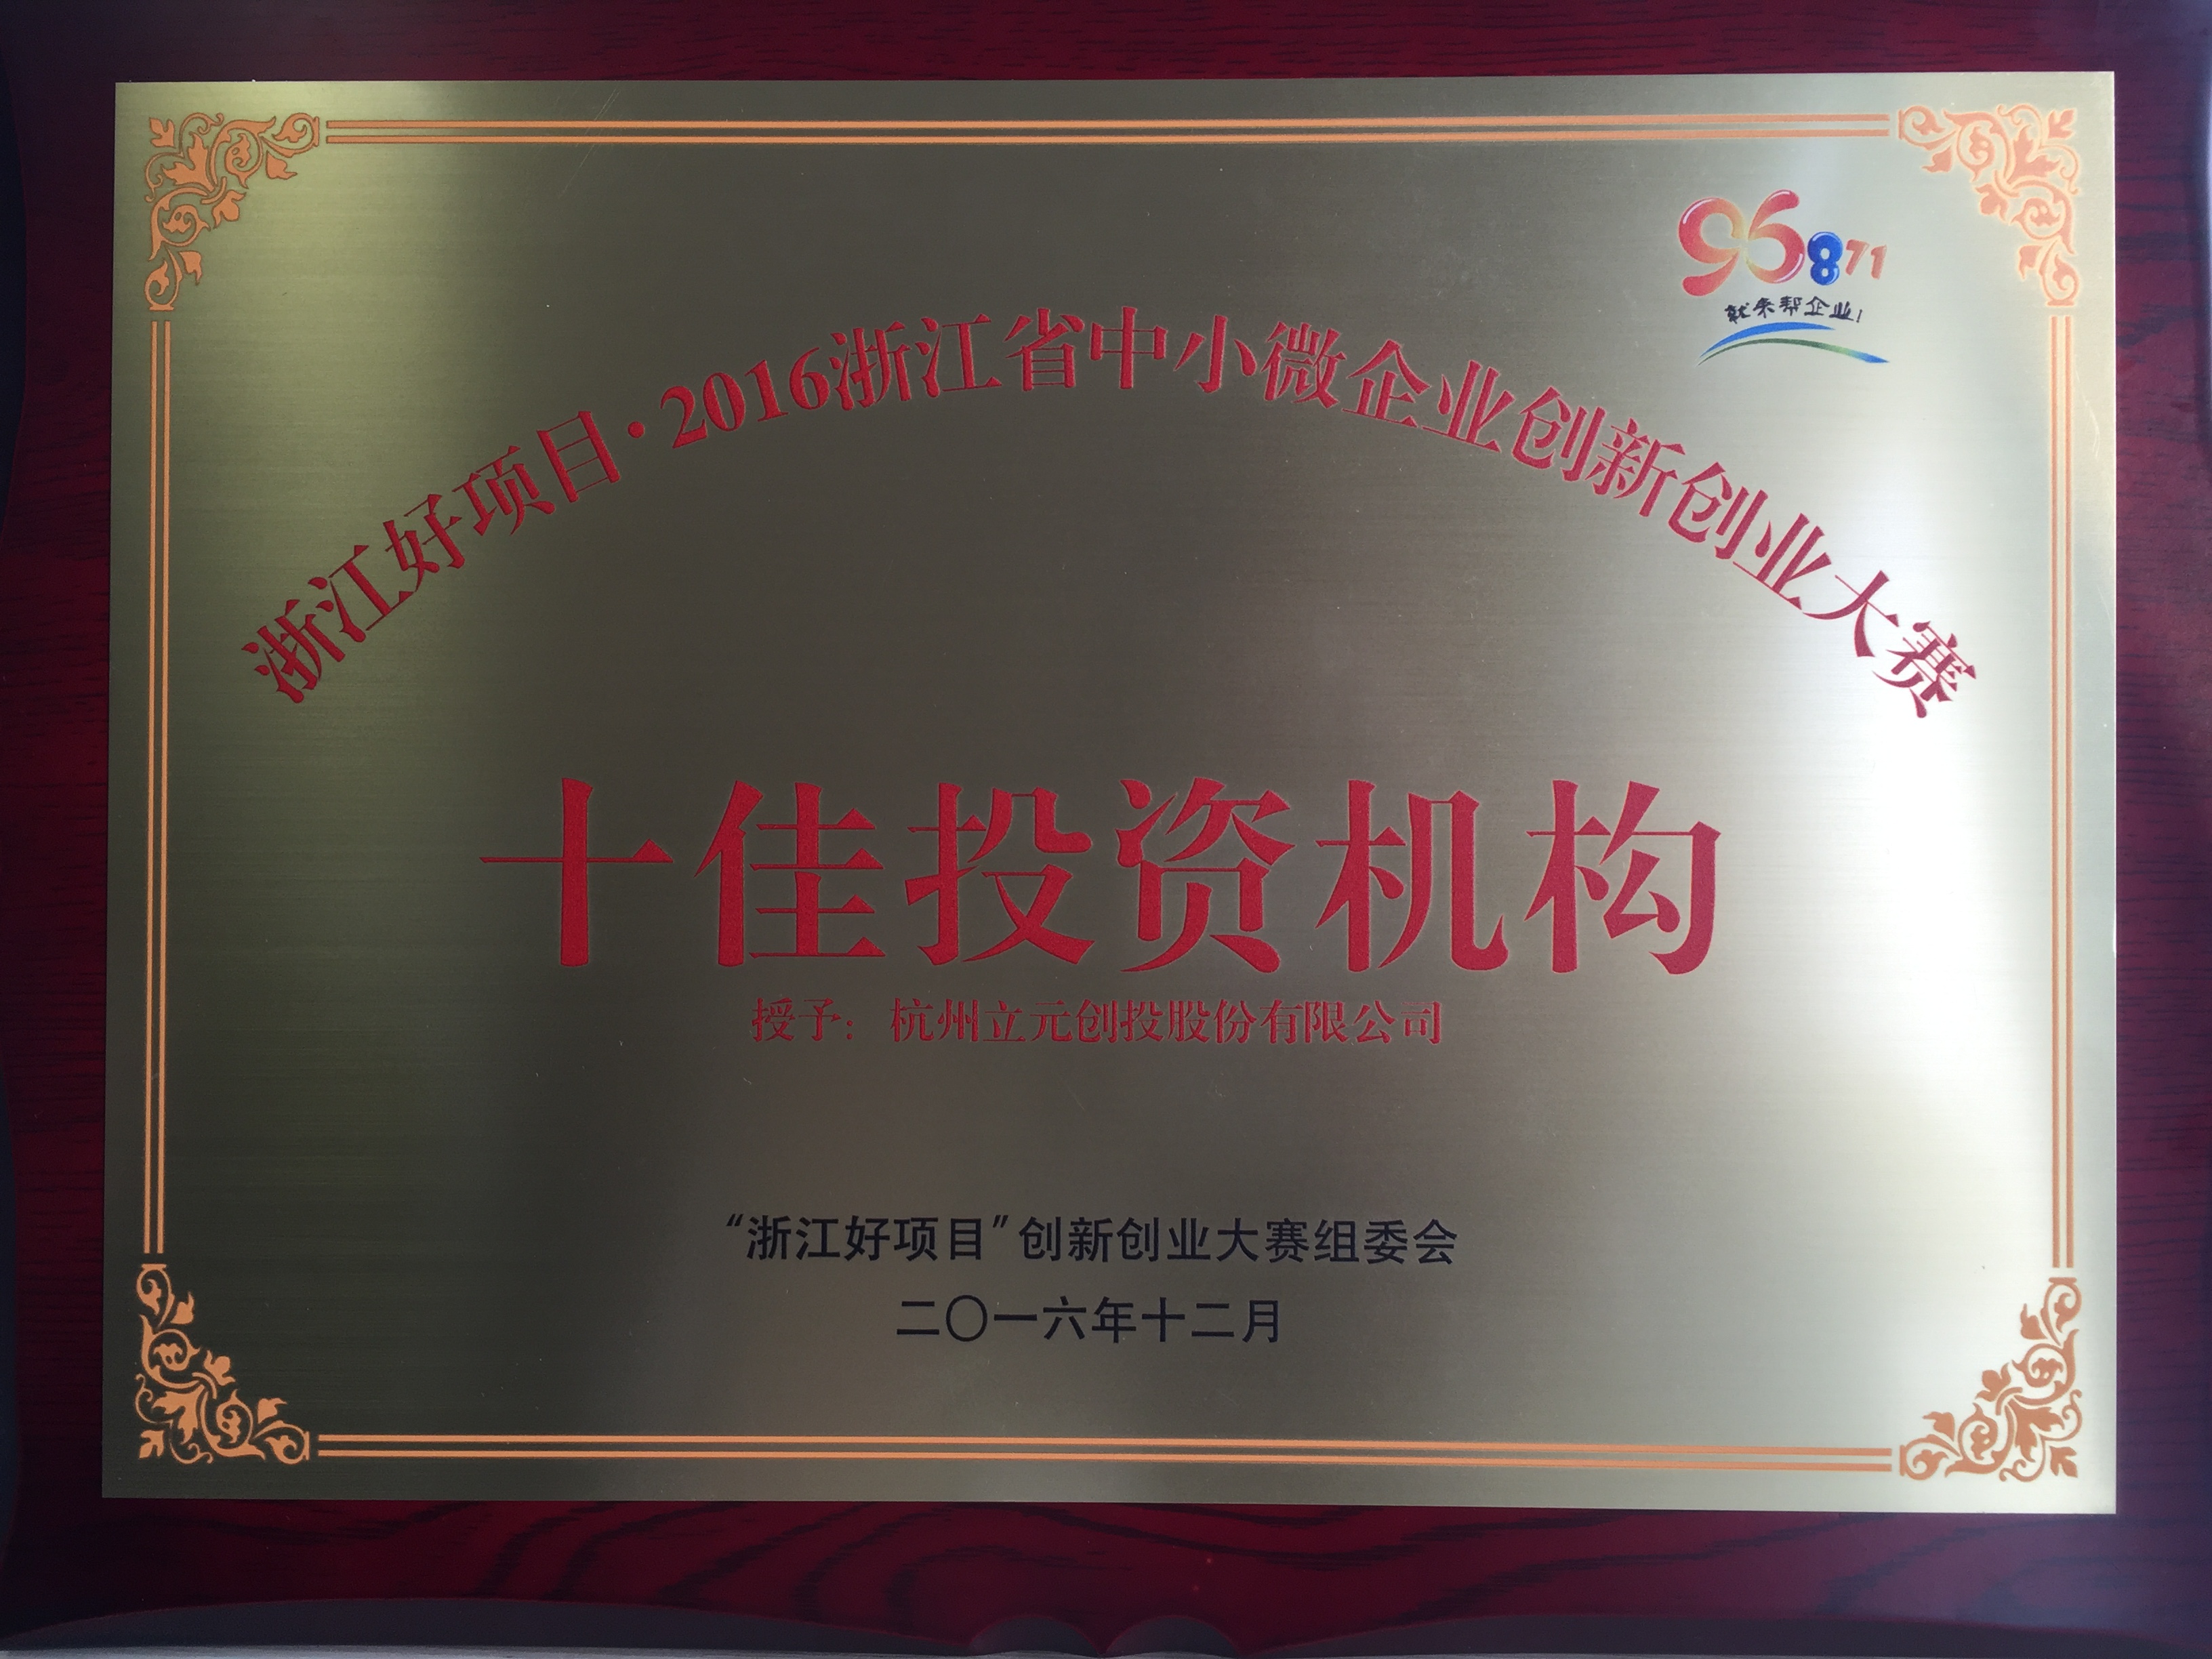 96871
就来帮企业!
浙江好项目·2016浙江省中小微企业创新创业大赛
十佳投资机构
授予：杭州立元创投股份有限公司
“浙江好项目”创新创业大赛组委会
二〇一六年十二月